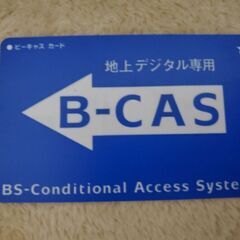 ●ビーキャス カード
地上デジタル専用
B-CAS
BS-Conditional Access Syste